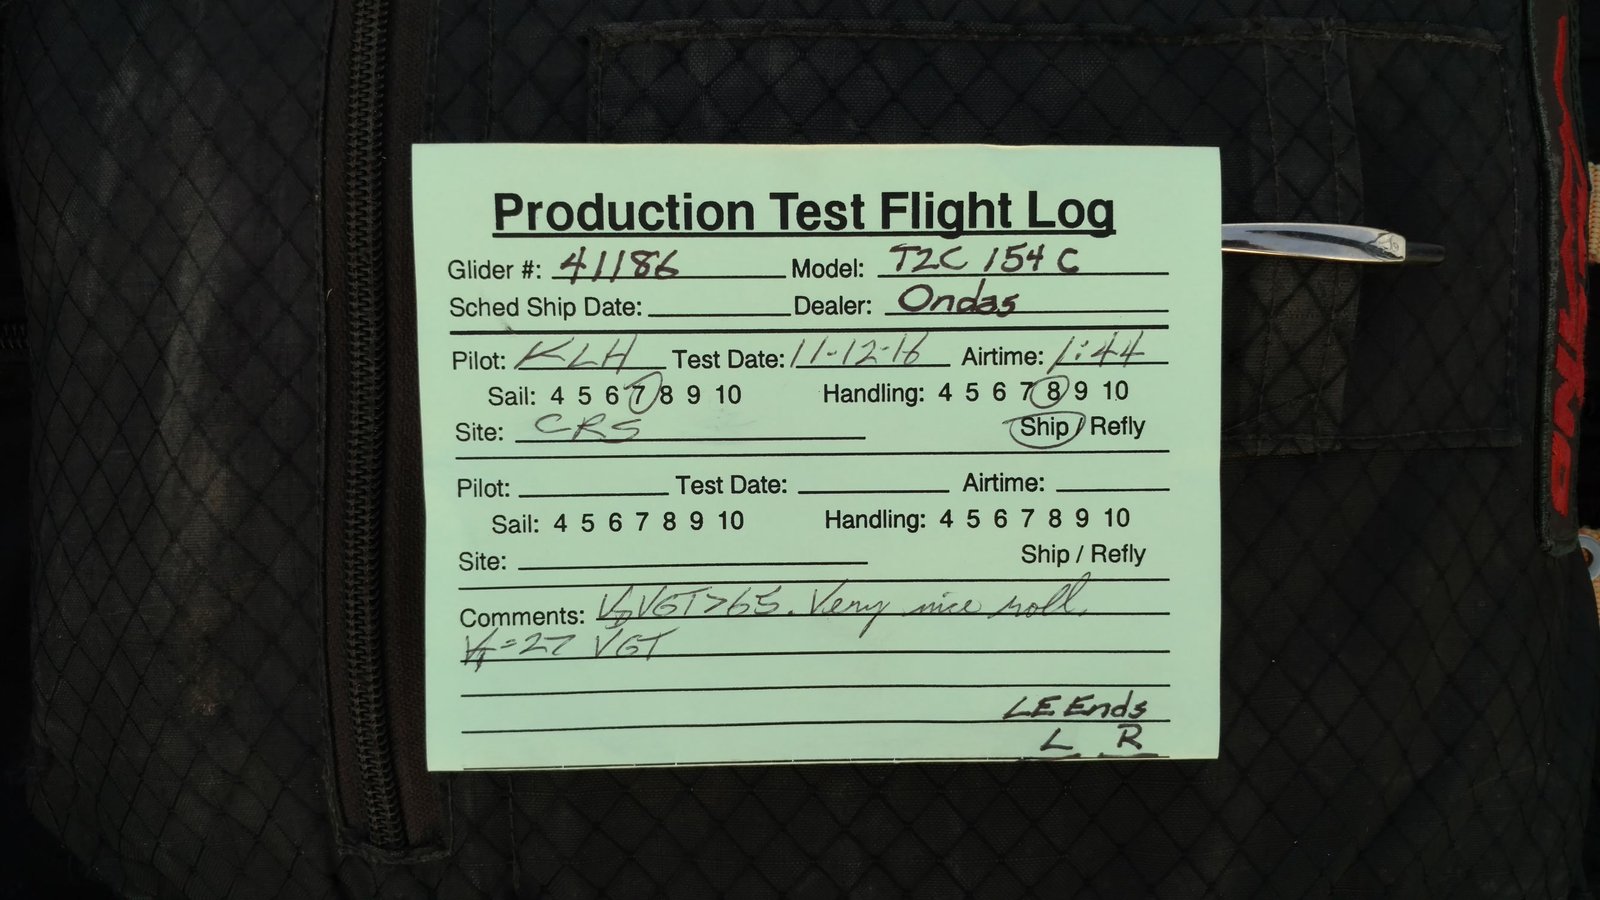 Production Test Flight Log
Glider #: 41186 Model: T2C 154 C
Sched Ship Date: Dealer: Ondas
Pilot: KLH Test Date: 11-12-16 Airtime: 1:44
Sail: 4 5 6 7 8 9 10 Handling: 4 5 6 7 8 9 10
Site: CRS Ship / Refly
Pilot: Test Date: Airtime:
Sail: 4 5 6 7 8 9 10 Handling: 4 5 6 7 8 9 10
Site: Ship / Refly
Comments: VD VGT>65. Very nice roll.
VT=27 VGT
LE Ends
L R